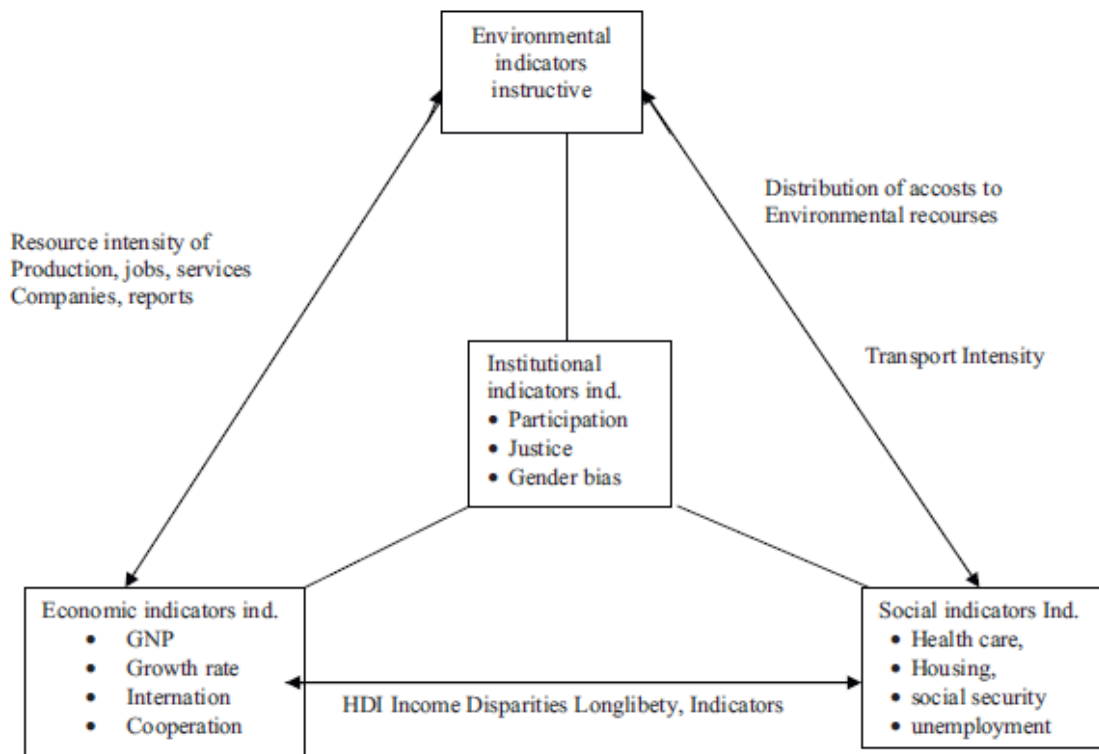 Environmental
indicators
instructive
Distribution of accosts to
Environmental recourses
Resource intensity of
Production, jobs, services
Companies, reports
Transport Intensity
Institutional
indicators ind.
• Participation
• Justice
• Gender bias
Economic indicators ind.
• GNP
• Growth rate
• Internation
• Cooperation
HDI Income Disparities Longlibety, Indicators
Social indicators Ind.
• Health care,
• Housing,
• social security
• unemployment